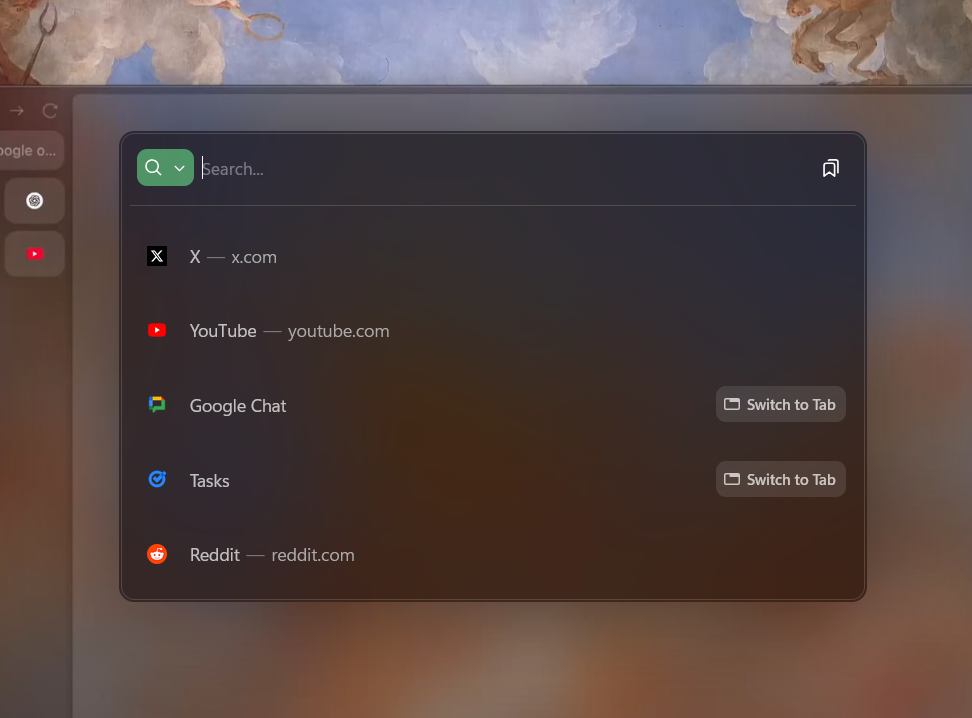 oogle o...
Search...
X — x.com
YouTube — youtube.com
Google Chat
Switch to Tab
Tasks
Switch to Tab
Reddit — reddit.com